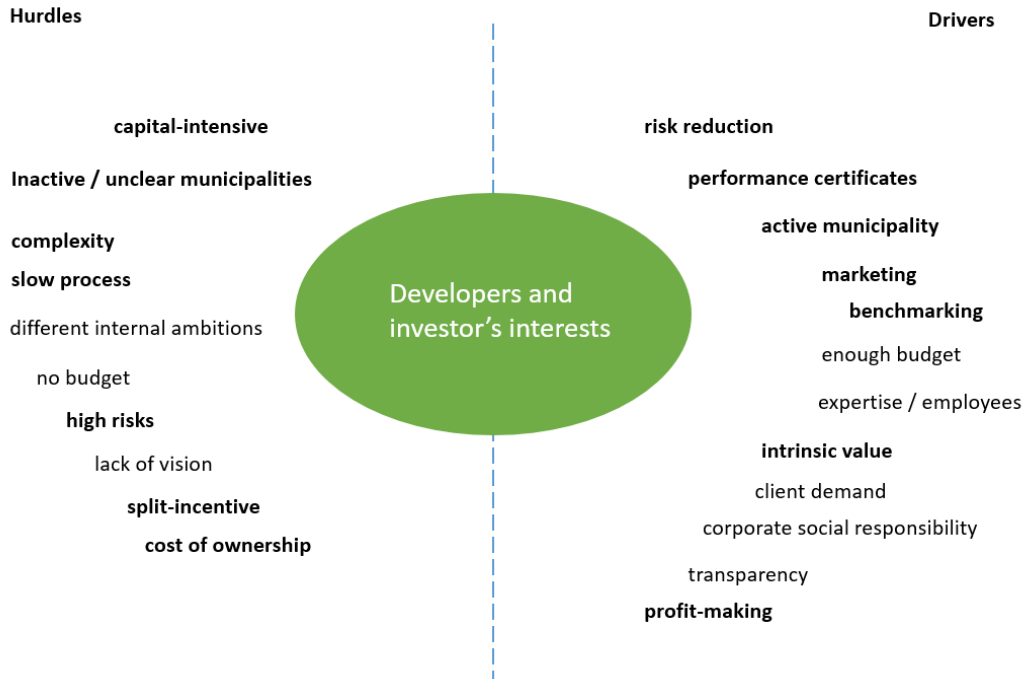 Hurdles
Drivers
capital-intensive
Inactive / unclear municipalities
complexity
slow process
different internal ambitions
no budget
high risks
lack of vision
split-incentive
cost of ownership
Developers and
investor’s interests
risk reduction
performance certificates
active municipality
marketing
benchmarking
enough budget
expertise / employees
intrinsic value
client demand
corporate social responsibility
transparency
profit-making